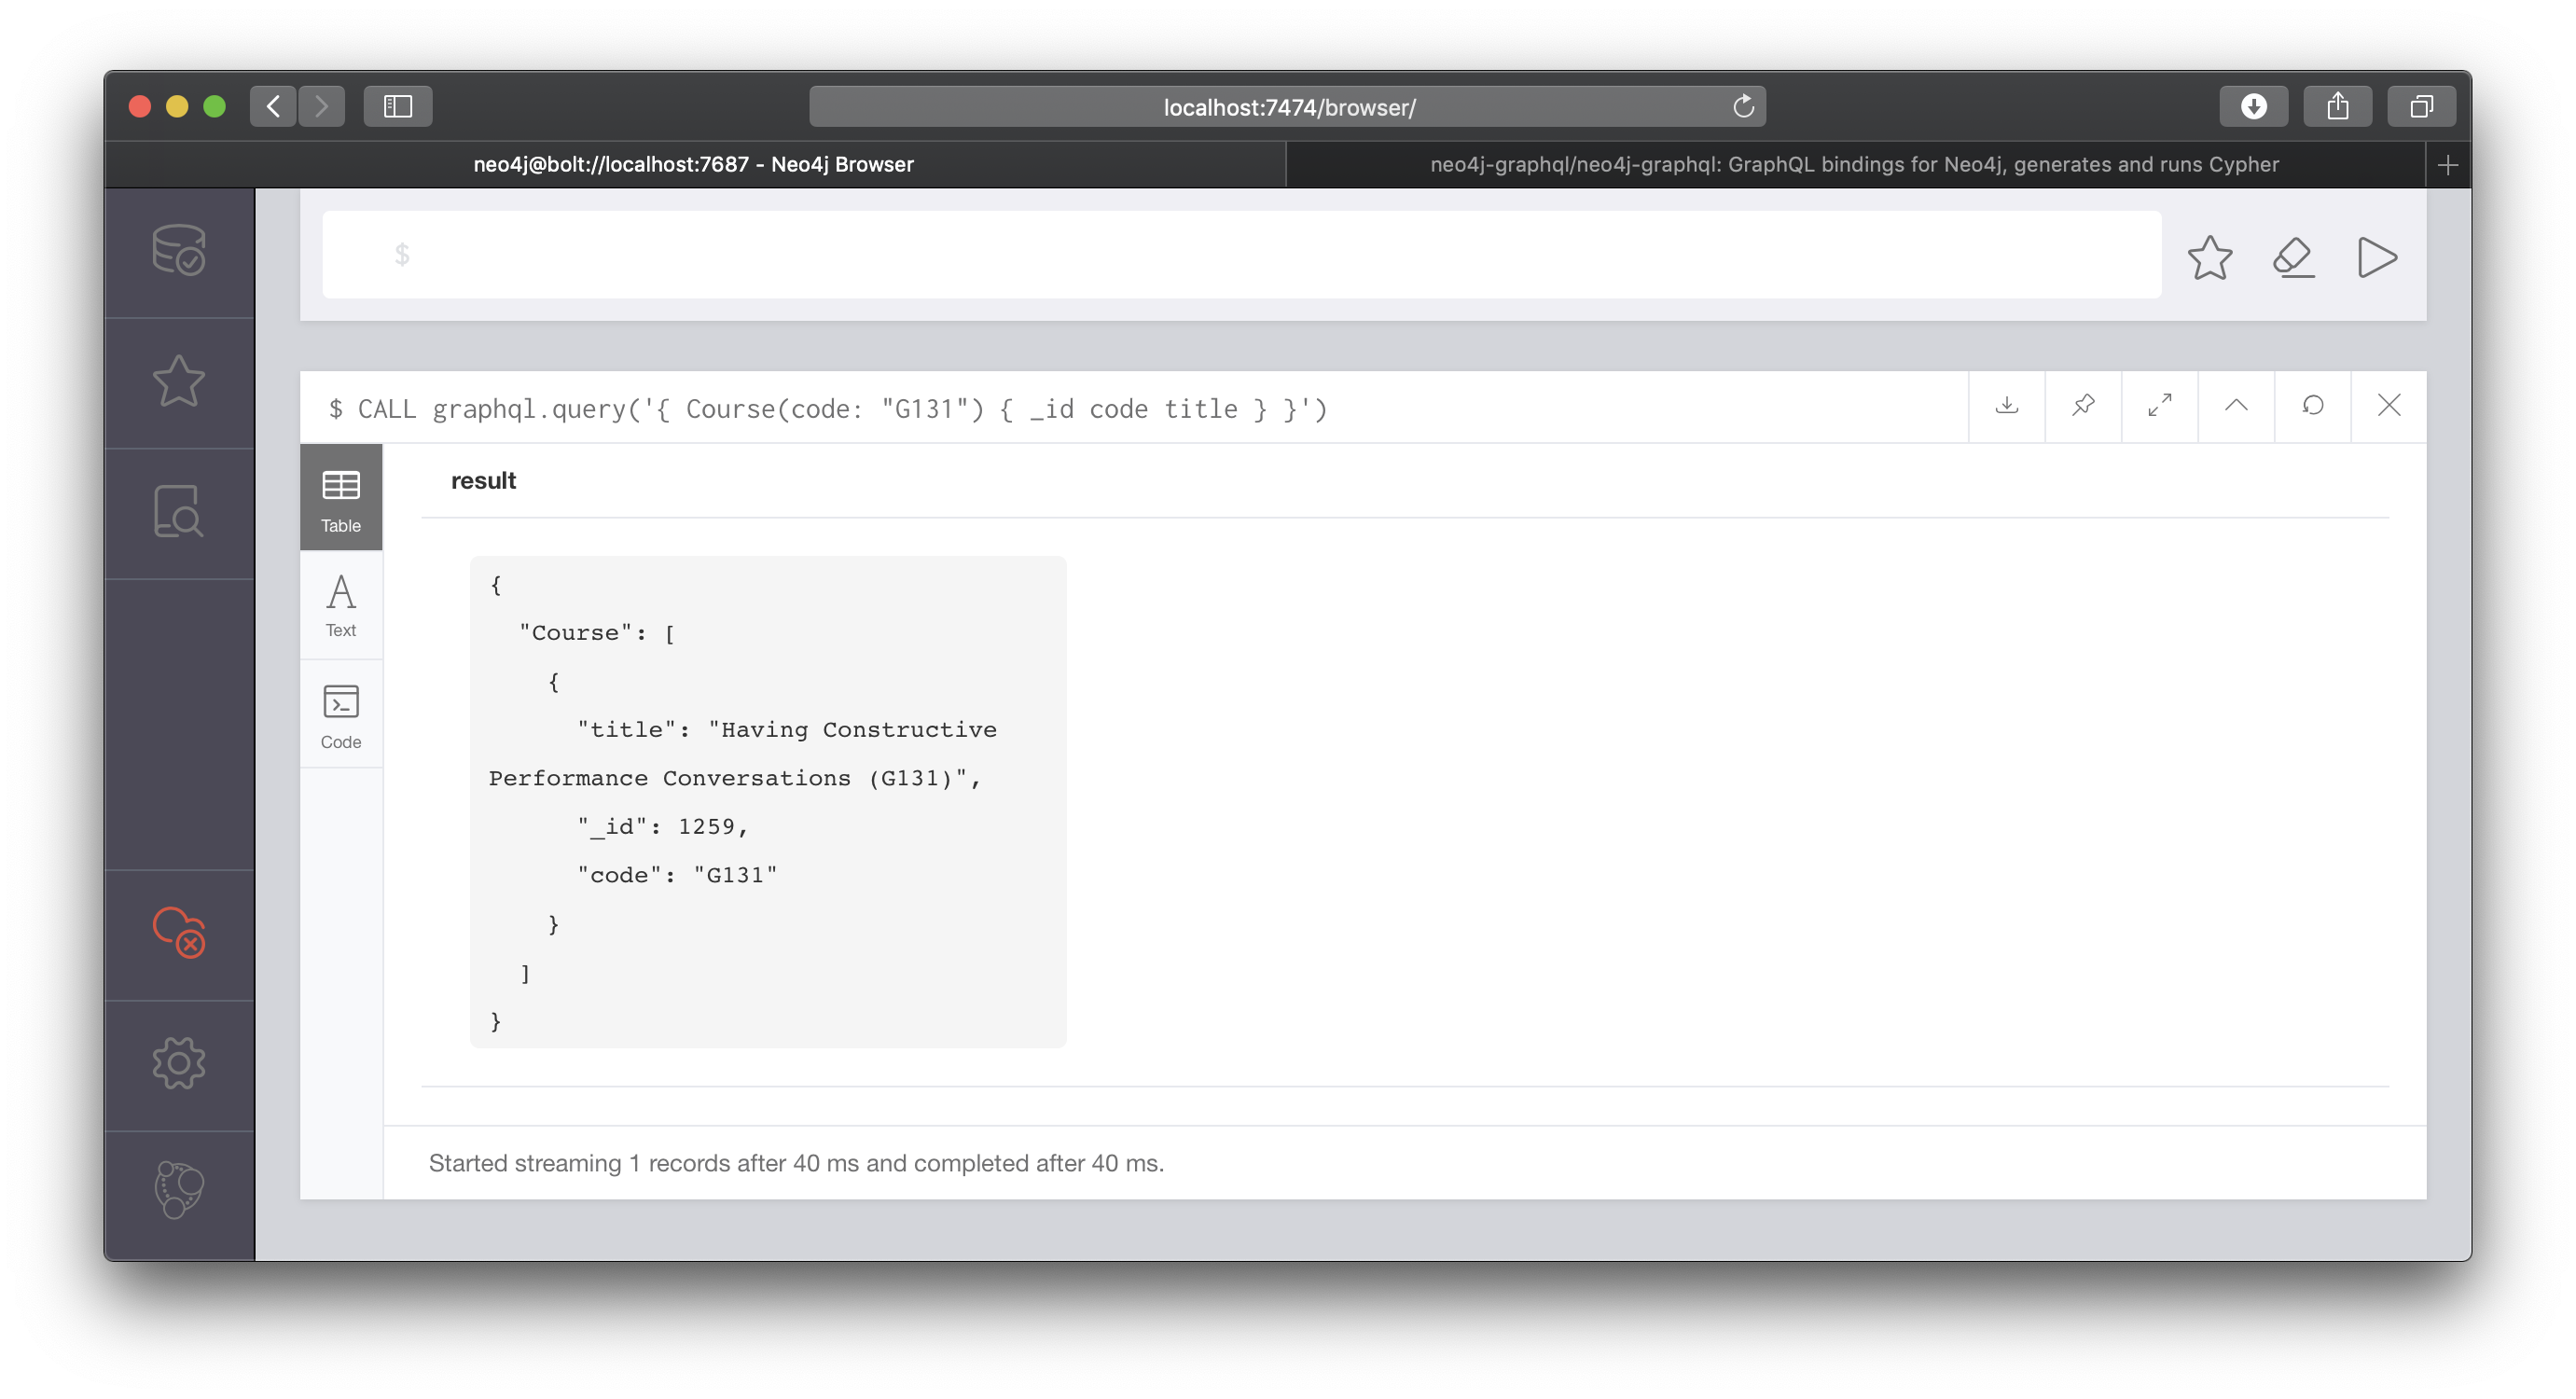 localhost:7474/browser/
neo4j@bolt://localhost:7687 - Neo4j Browser
neo4j-graphql/neo4j-graphql: GraphQL bindings for Neo4j, generates and runs Cypher
$
$ CALL graphql.query('{ Course(code: "G131") { _id code title } }')
Table
Text
Code
result
{
"Course": [
{
"title": "Having Constructive
Performance Conversations (G131)",
"_id": 1259,
"code": "G131"
}
]
}
Started streaming 1 records after 40 ms and completed after 40 ms.